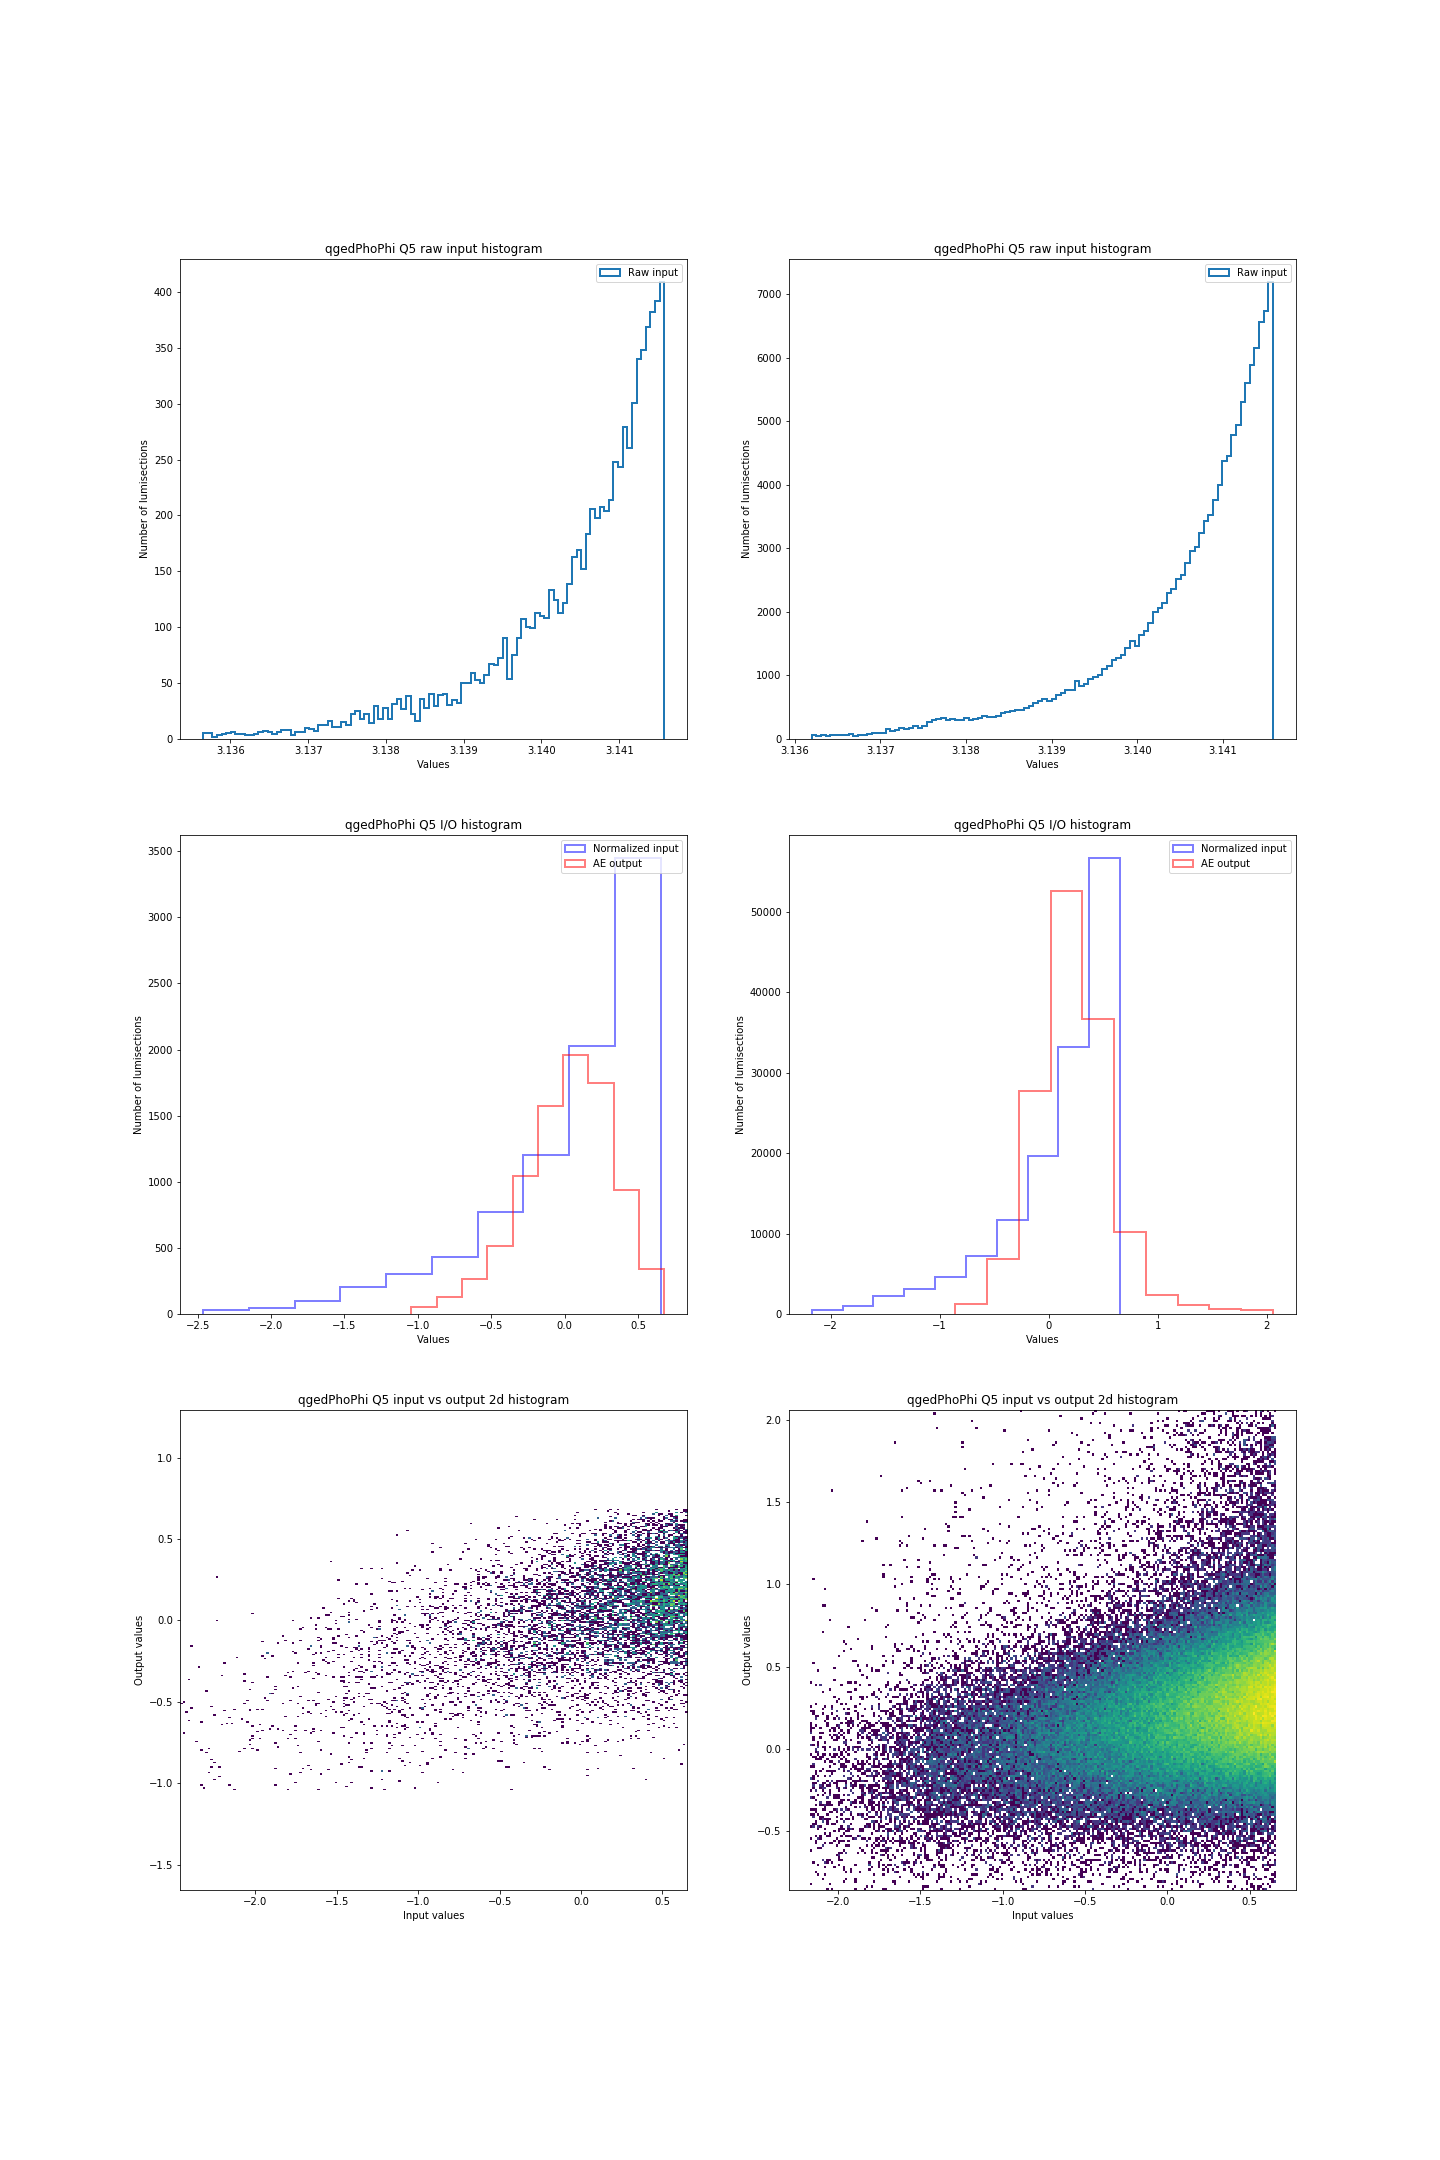 qgedPhoPhi Q5 raw input histogram
Raw input
400
350
300
250
200
150
100
50
0
Number of lumisections
3.136 3.137 3.138 3.139 3.140 3.141
Values
qgedPhoPhi Q5 raw input histogram
Raw input
7000
6000
5000
4000
3000
2000
1000
0
Number of lumisections
3.136 3.137 3.138 3.139 3.140 3.141
Values
qgedPhoPhi Q5 I/O histogram
Normalized input
AE output
3500
3000
2500
2000
1500
1000
500
0
Number of lumisections
−2.5 −2.0 −1.5 −1.0 −0.5 0.0 0.5
Values
qgedPhoPhi Q5 I/O histogram
Normalized input
AE output
50000
40000
30000
20000
10000
0
Number of lumisections
−2 −1 0 1 2
Values
qgedPhoPhi Q5 input vs output 2d histogram
1.0
0.5
0.0
−0.5
−1.0
−1.5
Output values
−2.0 −1.5 −1.0 −0.5 0.0 0.5
Input values
qgedPhoPhi Q5 input vs output 2d histogram
2.0
1.5
1.0
0.5
0.0
−0.5
Output values
−2.0 −1.5 −1.0 −0.5 0.0 0.5
Input values